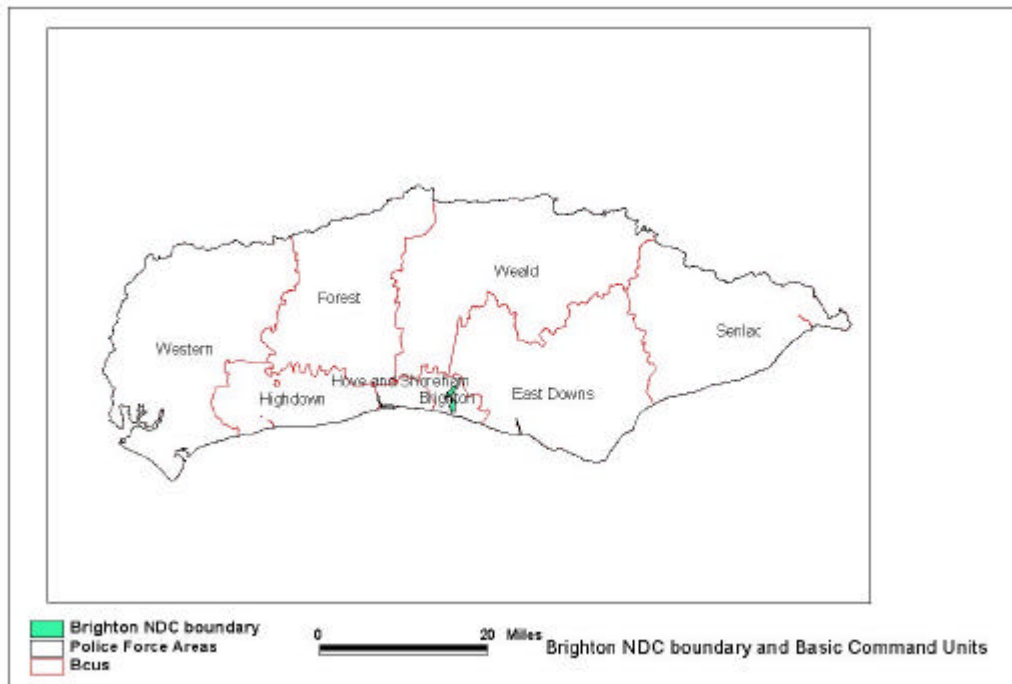 Weald
Forest
Senlac
Western
Hove and Shoreham
Highdown
Brighton
East Downs
Brighton NDC boundary
Police Force Areas
Bcus
0 20 Miles
Brighton NDC boundary and Basic Command Units